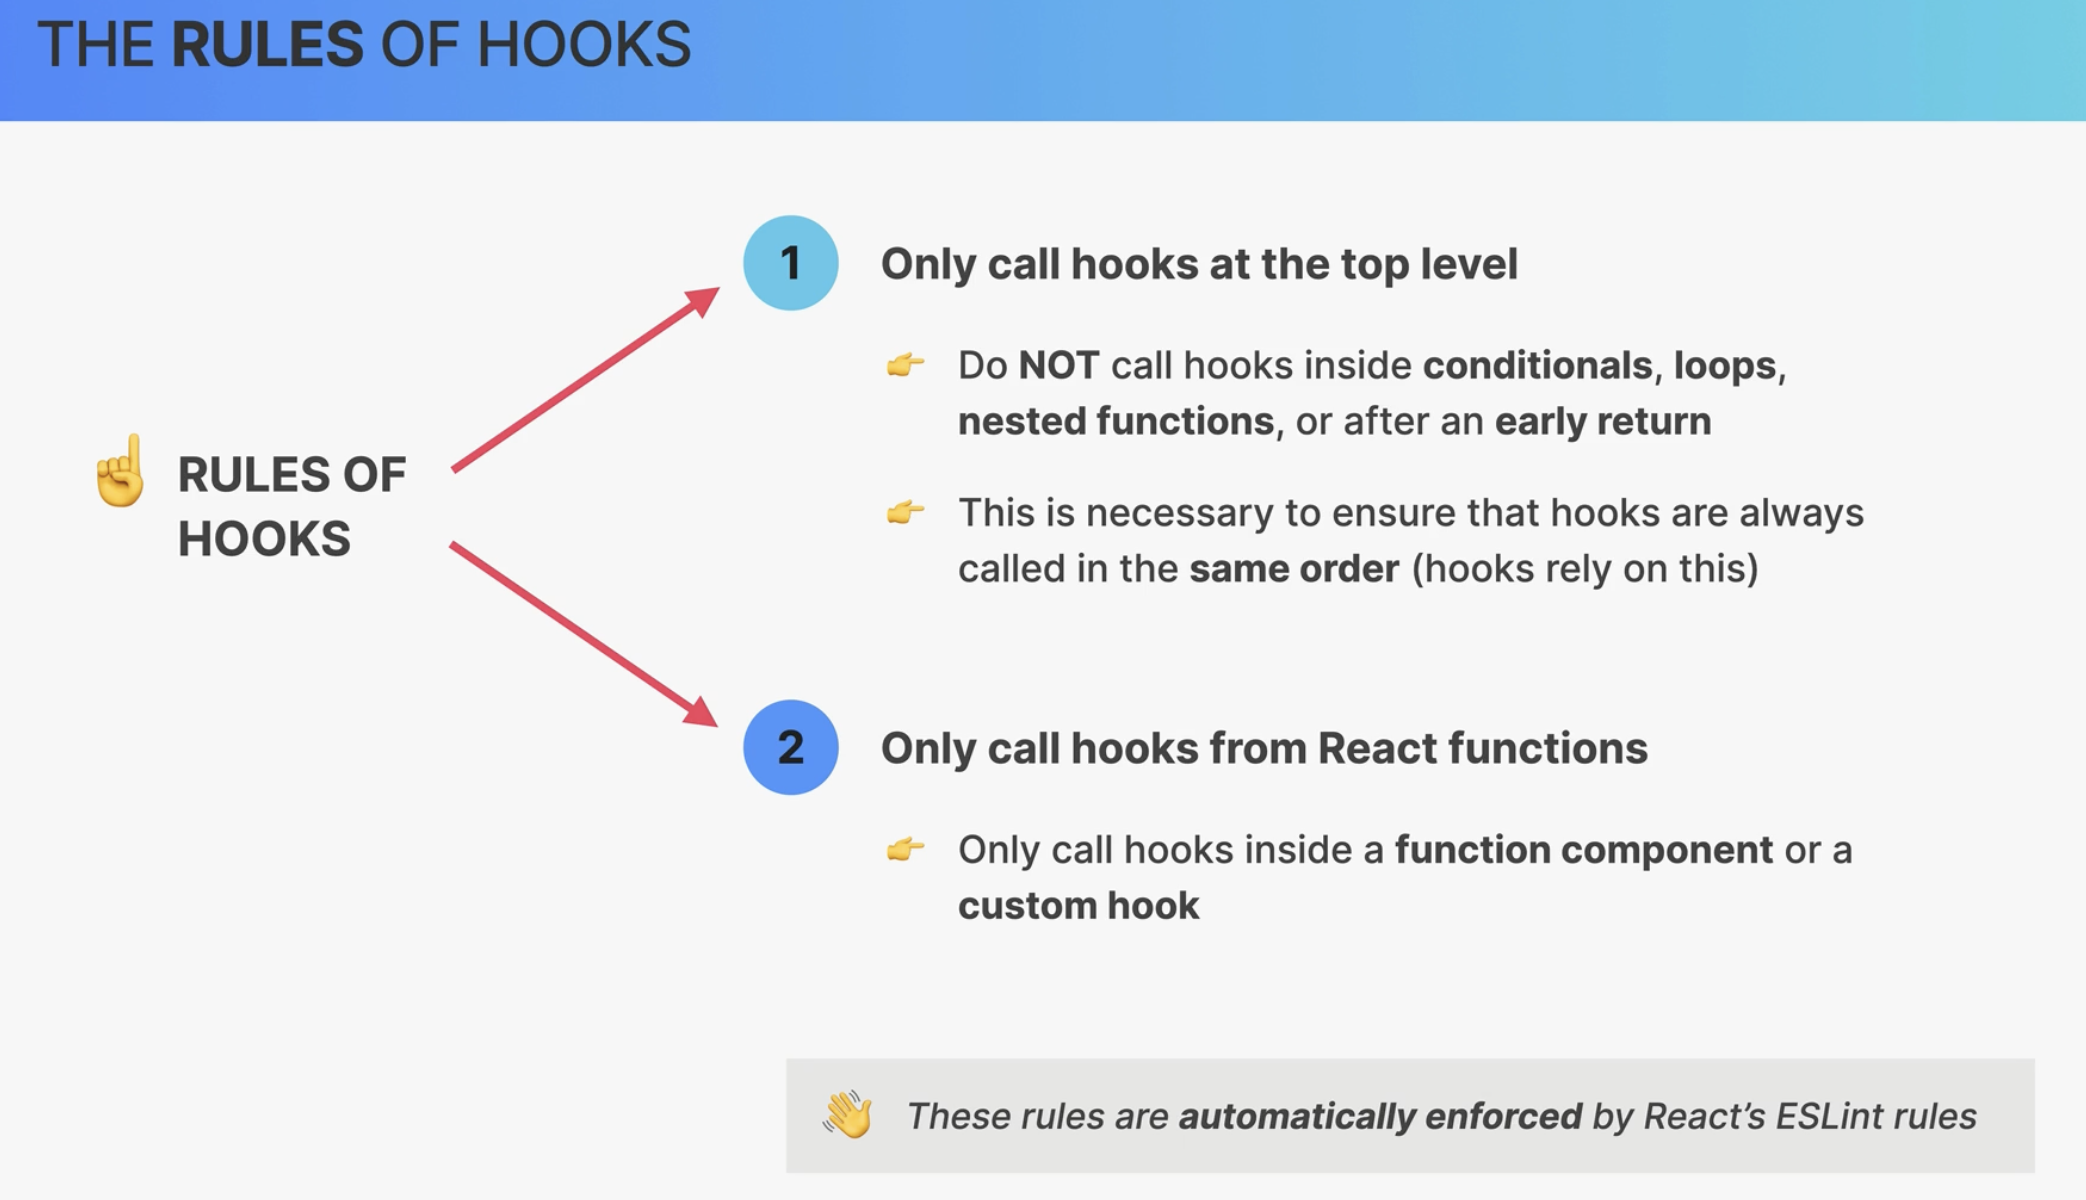 THE RULES OF HOOKS
RULES OF
HOOKS
1
Only call hooks at the top level
Do NOT call hooks inside conditionals, loops,
nested functions, or after an early return
This is necessary to ensure that hooks are always
called in the same order (hooks rely on this)
2
Only call hooks from React functions
Only call hooks inside a function component or a
custom hook
These rules are automatically enforced by React’s ESLint rules